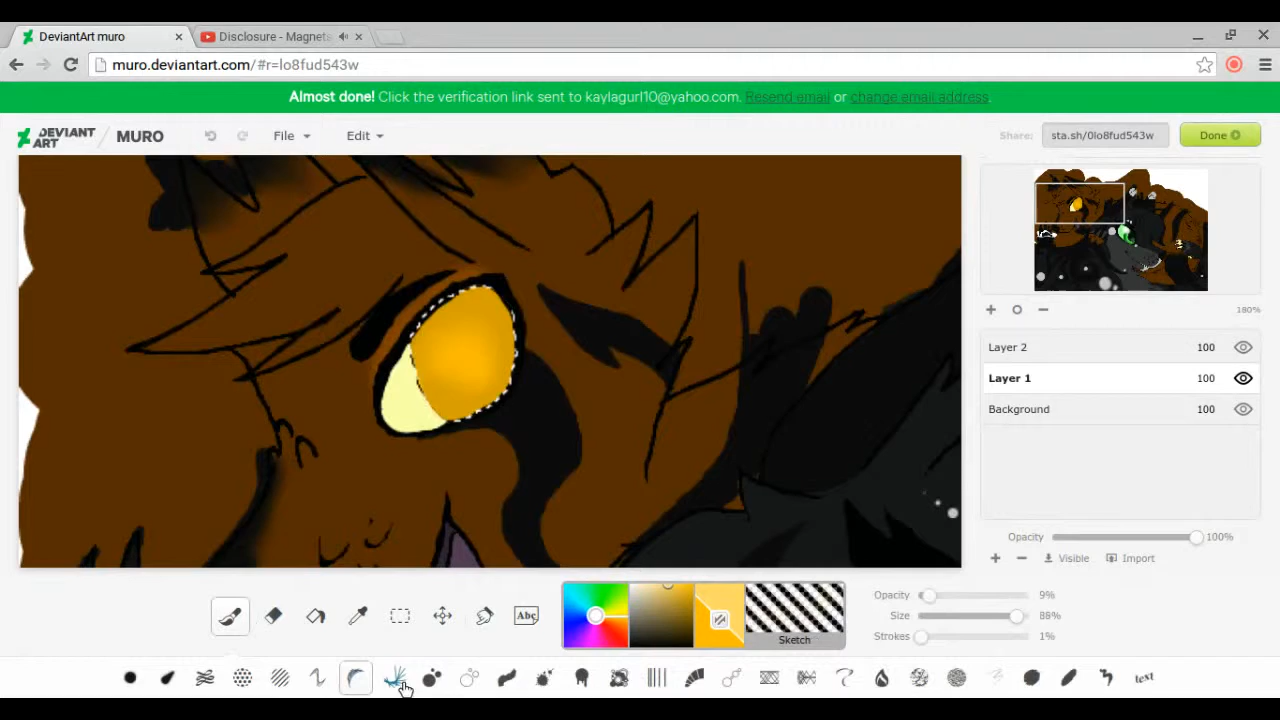 DeviantArt muro
Disclosure - Magneta
muro.deviantart.com/#r=lo8fud543w
Almost done! Click the verification link sent to kaylagurl10@yahoo.com. Resend email or change email address.
DEVIANT ART / MURO File Edit Share: sta.sh/0lo8fud543w Done
180%
Layer 2 100
Layer 1 100
Background 100
Opacity 100%
Visible Import
Abc
Sketch
Opacity 9%
Size 88%
Strokes 1%
text